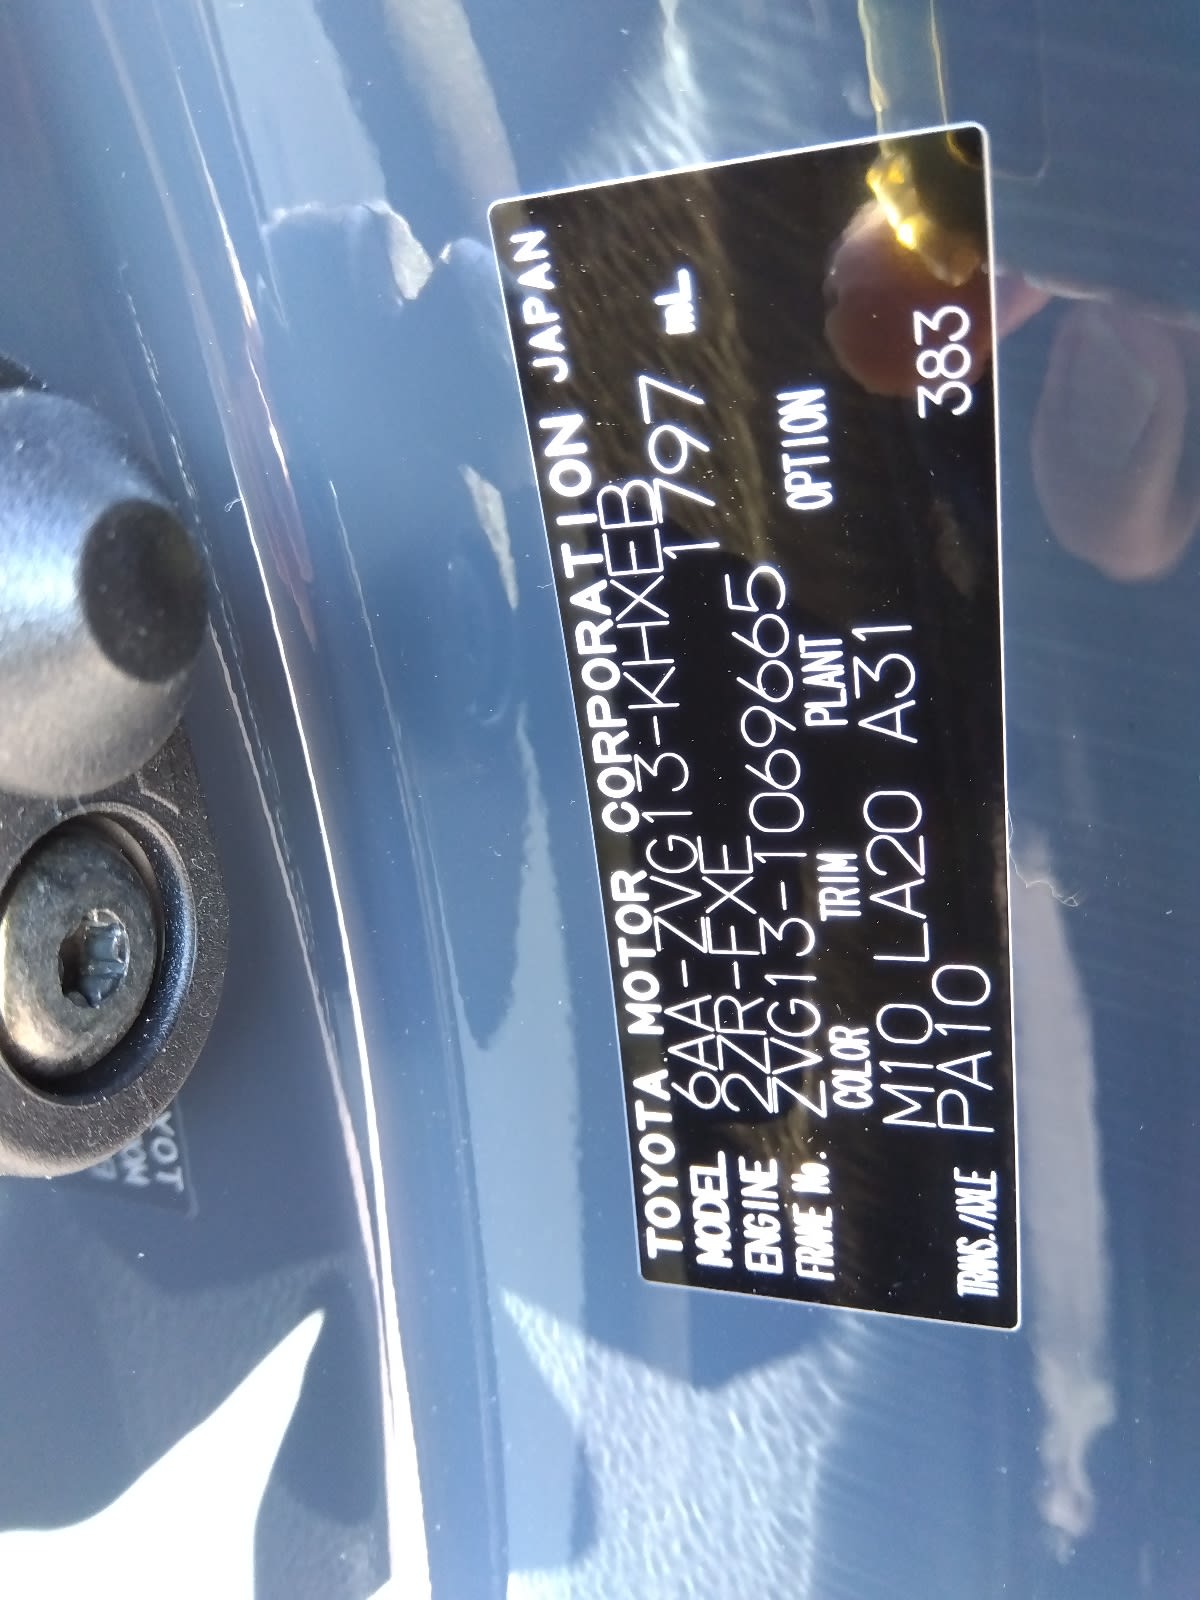 TOYOTA MOTOR CORPORATION JAPAN
MODEL 6AA-ZVG13-KHXEB
ENGINE 2ZR-FXE 1797 mL
FRAME No. ZVG13-1069665
COLOR TRIM PLANT OPTION
M10 LA20 A31
TRANS./AXLE PA10 383